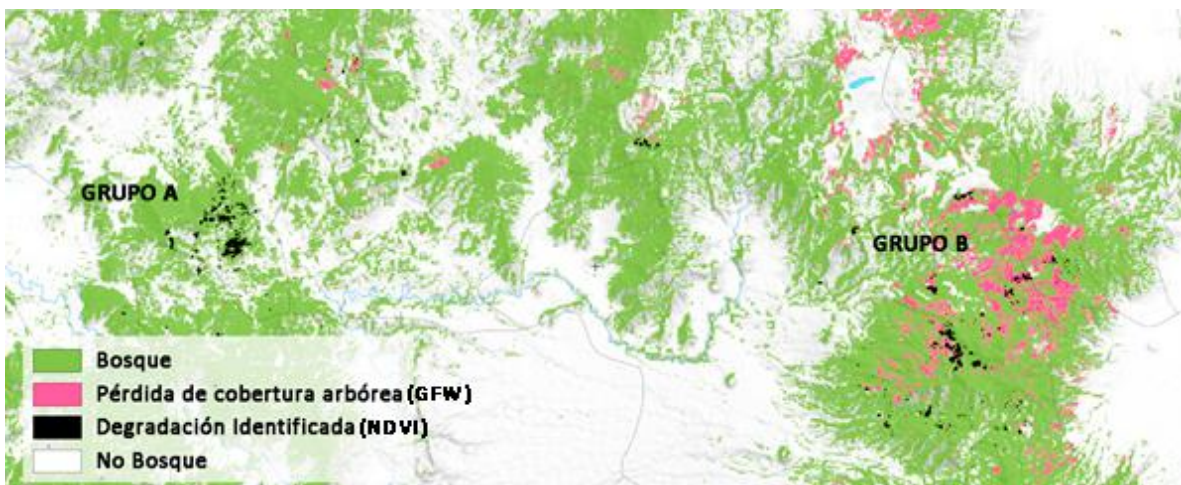 GRUPO A
GRUPO B
Bosque
Pérdida de cobertura arbórea (GFW)
Degradación Identificada (NDVI)
No Bosque